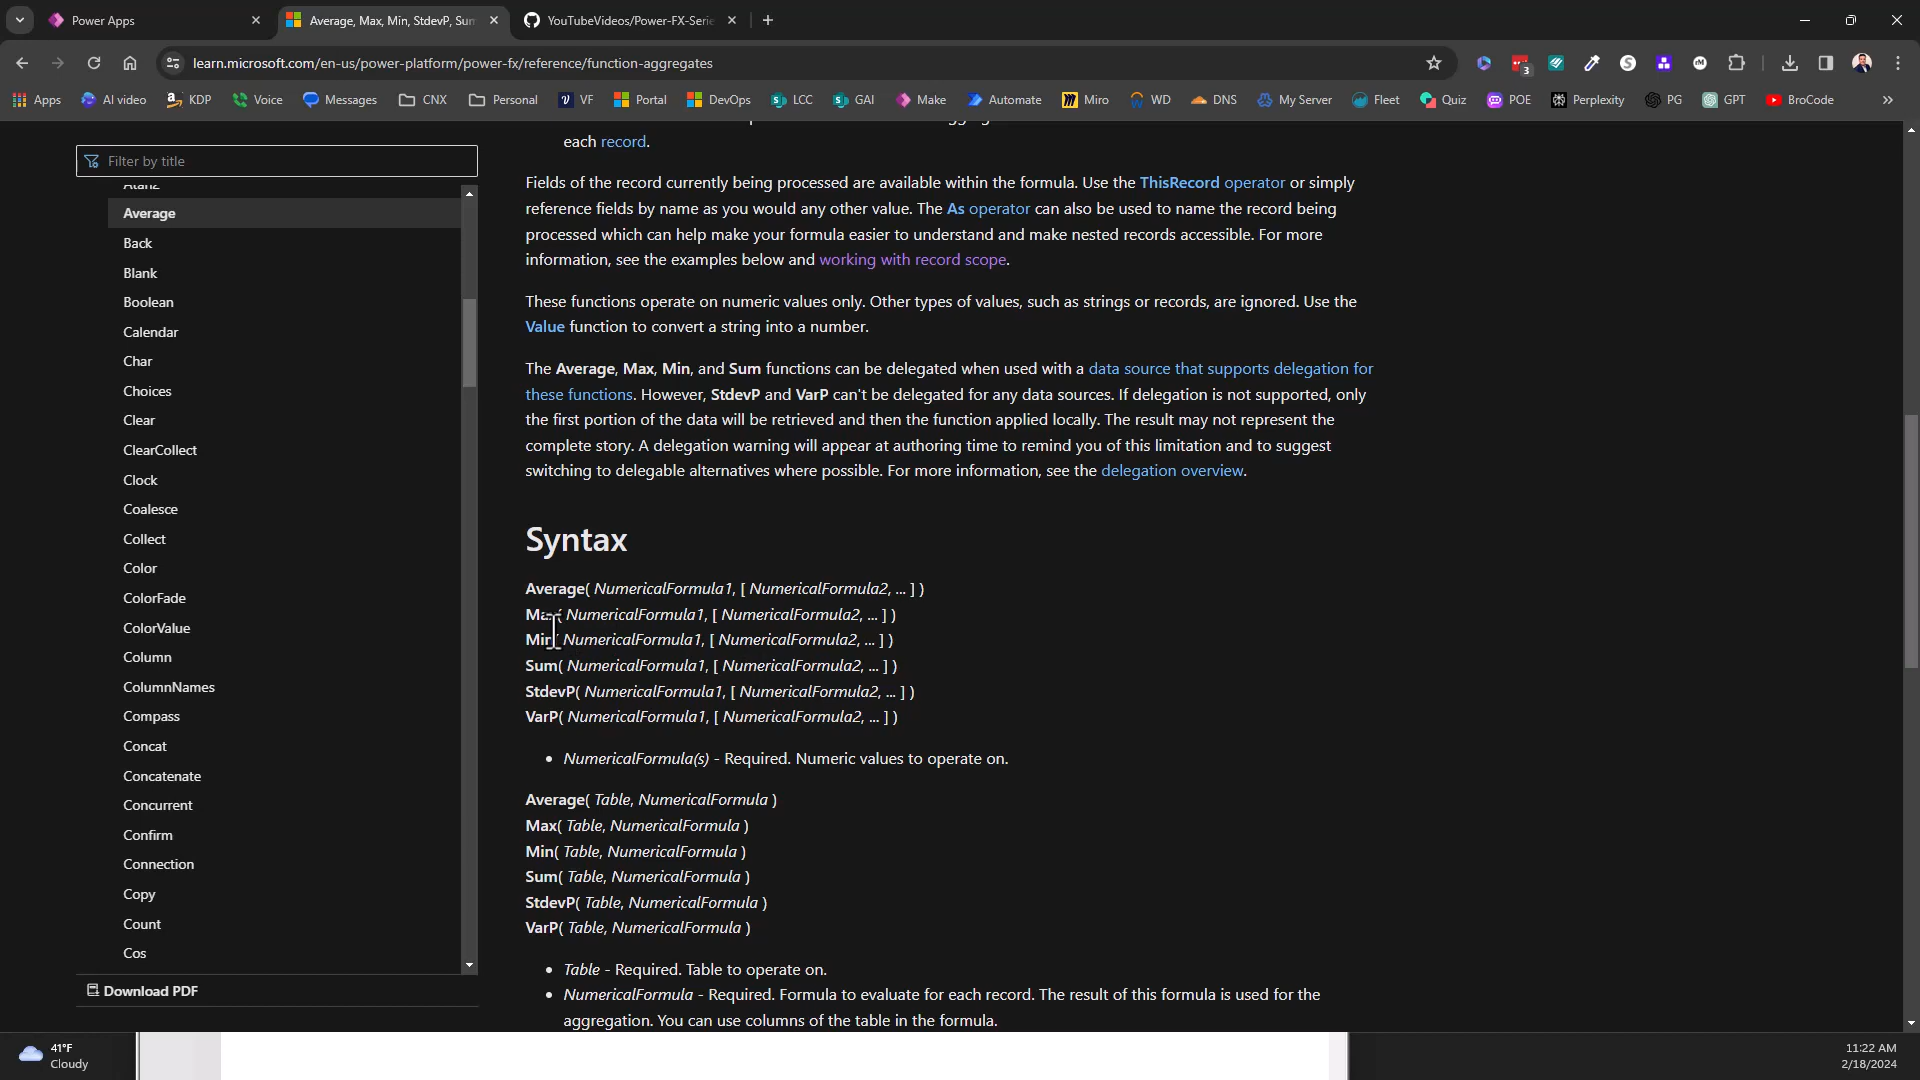 Power Apps
Average, Max, Min, StdevP, Sum
YouTubeVideos/Power-FX-Serie
learn.microsoft.com/en-us/power-platform/power-fx/reference/function-aggregates
3
Apps
AI video
KDP
Voice
Messages
CNX
Personal
VF
Portal
DevOps
LCC
GAI
Make
Automate
Miro
WD
DNS
My Server
Fleet
Quiz
POE
Perplexity
PG
GPT
BroCode
Filter by title
Atan2
Average
Back
Blank
Boolean
Calendar
Char
Choices
Clear
ClearCollect
Clock
Coalesce
Collect
Color
ColorFade
ColorValue
Column
ColumnNames
Compass
Concat
Concatenate
Concurrent
Confirm
Connection
Copy
Count
Cos
Download PDF
each record.
Fields of the record currently being processed are available within the formula. Use the ThisRecord operator or simply
reference fields by name as you would any other value. The As operator can also be used to name the record being
processed which can help make your formula easier to understand and make nested records accessible. For more
information, see the examples below and working with record scope.
These functions operate on numeric values only. Other types of values, such as strings or records, are ignored. Use the
Value function to convert a string into a number.
The Average, Max, Min, and Sum functions can be delegated when used with a data source that supports delegation for
these functions. However, StdevP and VarP can't be delegated for any data sources. If delegation is not supported, only
the first portion of the data will be retrieved and then the function applied locally. The result may not represent the
complete story. A delegation warning will appear at authoring time to remind you of this limitation and to suggest
switching to delegable alternatives where possible. For more information, see the delegation overview.
Syntax
Average( NumericalFormula1, [ NumericalFormula2, ... ] )
Max( NumericalFormula1, [ NumericalFormula2, ... ] )
Min( NumericalFormula1, [ NumericalFormula2, ... ] )
Sum( NumericalFormula1, [ NumericalFormula2, ... ] )
StdevP( NumericalFormula1, [ NumericalFormula2, ... ] )
VarP( NumericalFormula1, [ NumericalFormula2, ... ] )
• NumericalFormula(s) - Required. Numeric values to operate on.
Average( Table, NumericalFormula )
Max( Table, NumericalFormula )
Min( Table, NumericalFormula )
Sum( Table, NumericalFormula )
StdevP( Table, NumericalFormula )
VarP( Table, NumericalFormula )
• Table - Required. Table to operate on.
• NumericalFormula - Required. Formula to evaluate for each record. The result of this formula is used for the
aggregation. You can use columns of the table in the formula.
41°F
Cloudy
11:22 AM
2/18/2024